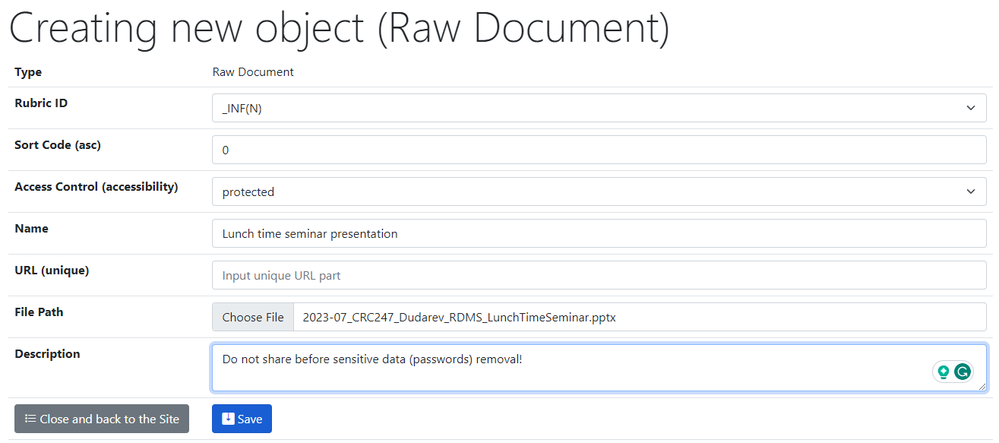 Creating new object (Raw Document)
Type Raw Document
Rubric ID _INF(N)
Sort Code (asc) 0
Access Control (accessibility) protected
Name Lunch time seminar presentation
URL (unique) Input unique URL part
File Path Choose File 2023-07_CRC247_Dudarev_RDMS_LunchTimeSeminar.pptx
Description Do not share before sensitive data (passwords) removal!
Close and back to the Site Save